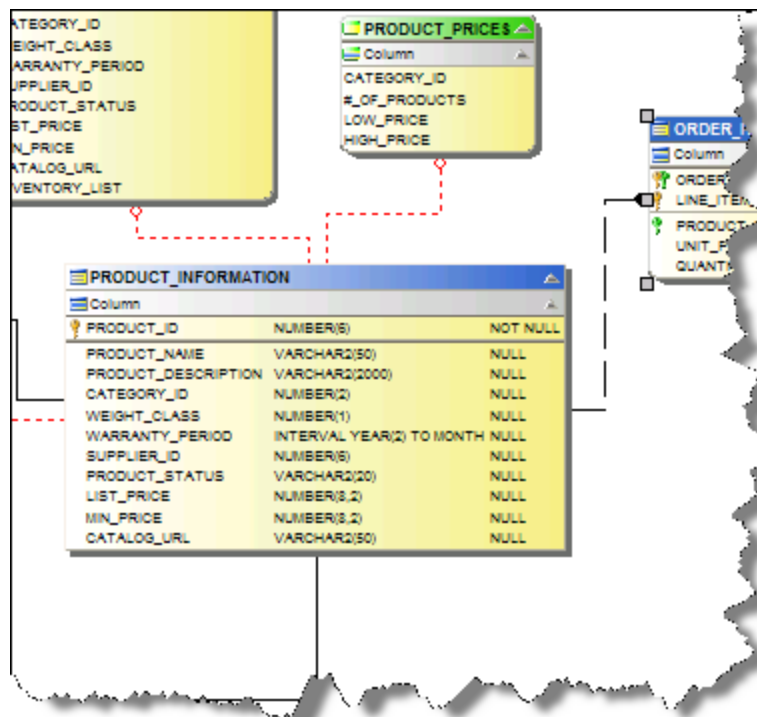 ATEGORY_ID
EIGHT_CLASS
ARRANTY_PERIOD
UPPLIER_ID
RODUCT_STATUS
ST_PRICE
N_PRICE
ATALOG_URL
VENTORY_LIST
PRODUCT_PRICES
Column
CATEGORY_ID
#_OF_PRODUCTS
LOW_PRICE
HIGH_PRICE
ORDER_
Column
ORDER
LINE_ITEM
PRODUCT
UNIT_P
QUANTI
PRODUCT_INFORMATION
Column
PRODUCT_ID NUMBER(6) NOT NULL
PRODUCT_NAME VARCHAR2(50) NULL
PRODUCT_DESCRIPTION VARCHAR2(2000) NULL
CATEGORY_ID NUMBER(2) NULL
WEIGHT_CLASS NUMBER(1) NULL
WARRANTY_PERIOD INTERVAL YEAR(2) TO MONTH NULL
SUPPLIER_ID NUMBER(6) NULL
PRODUCT_STATUS VARCHAR2(20) NULL
LIST_PRICE NUMBER(8,2) NULL
MIN_PRICE NUMBER(8,2) NULL
CATALOG_URL VARCHAR2(50) NULL